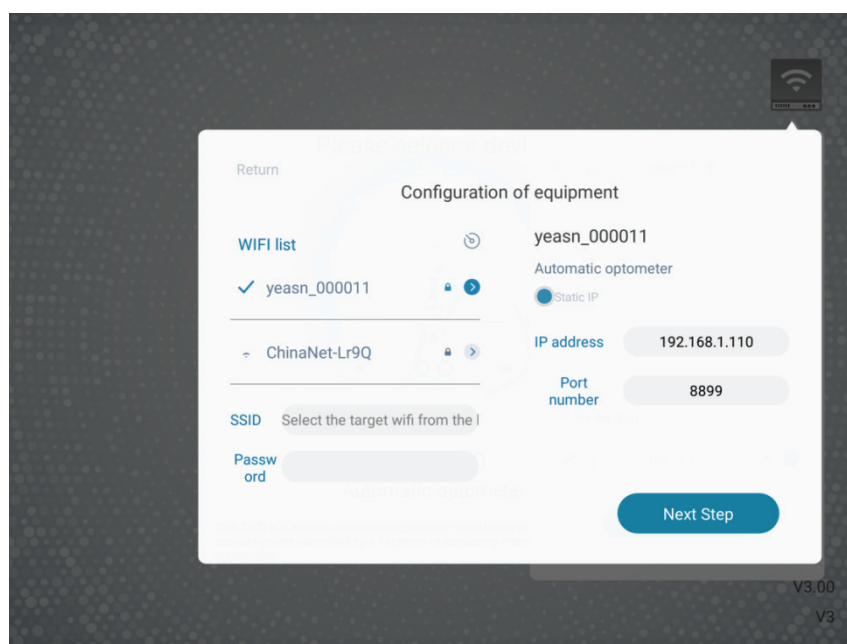 Return
Configuration of equipment
WIFI list
yeasn_000011
ChinaNet-Lr9Q
SSID Select the target wifi from the l
Passw
ord
yeasn_000011
Automatic optometer
Static IP
IP address 192.168.1.110
Port
number
8899
Next Step
V3.00
V3